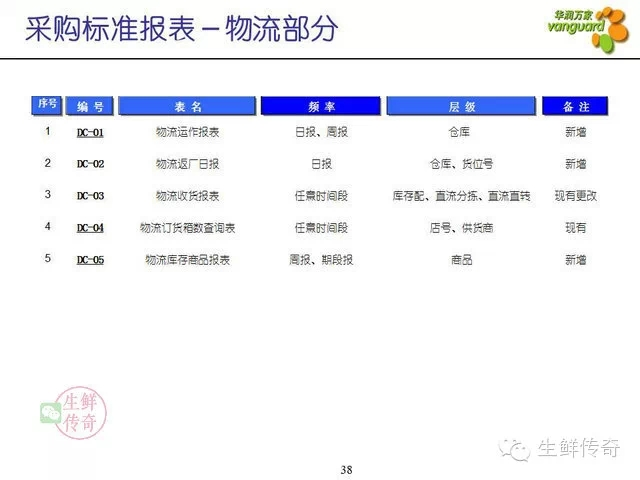 采购标准报表－物流部分
华润万家
vanguard
序号 编 号 表 名 频 率 层 级 备 注
1 DC-01 物流运作报表 日报、周报 仓库 新增
2 DC-02 物流返厂日报 日报 仓库、货位号 新增
3 DC-03 物流收货报表 任意时间段 库存配、直流分拣、直流直转 现有更改
4 DC-04 物流订货箱数查询表 任意时间段 店号、供货商 现有
5 DC-05 物流库存商品报表 周报、期段报 商品 新增
生鲜
传奇
生鲜传奇
38